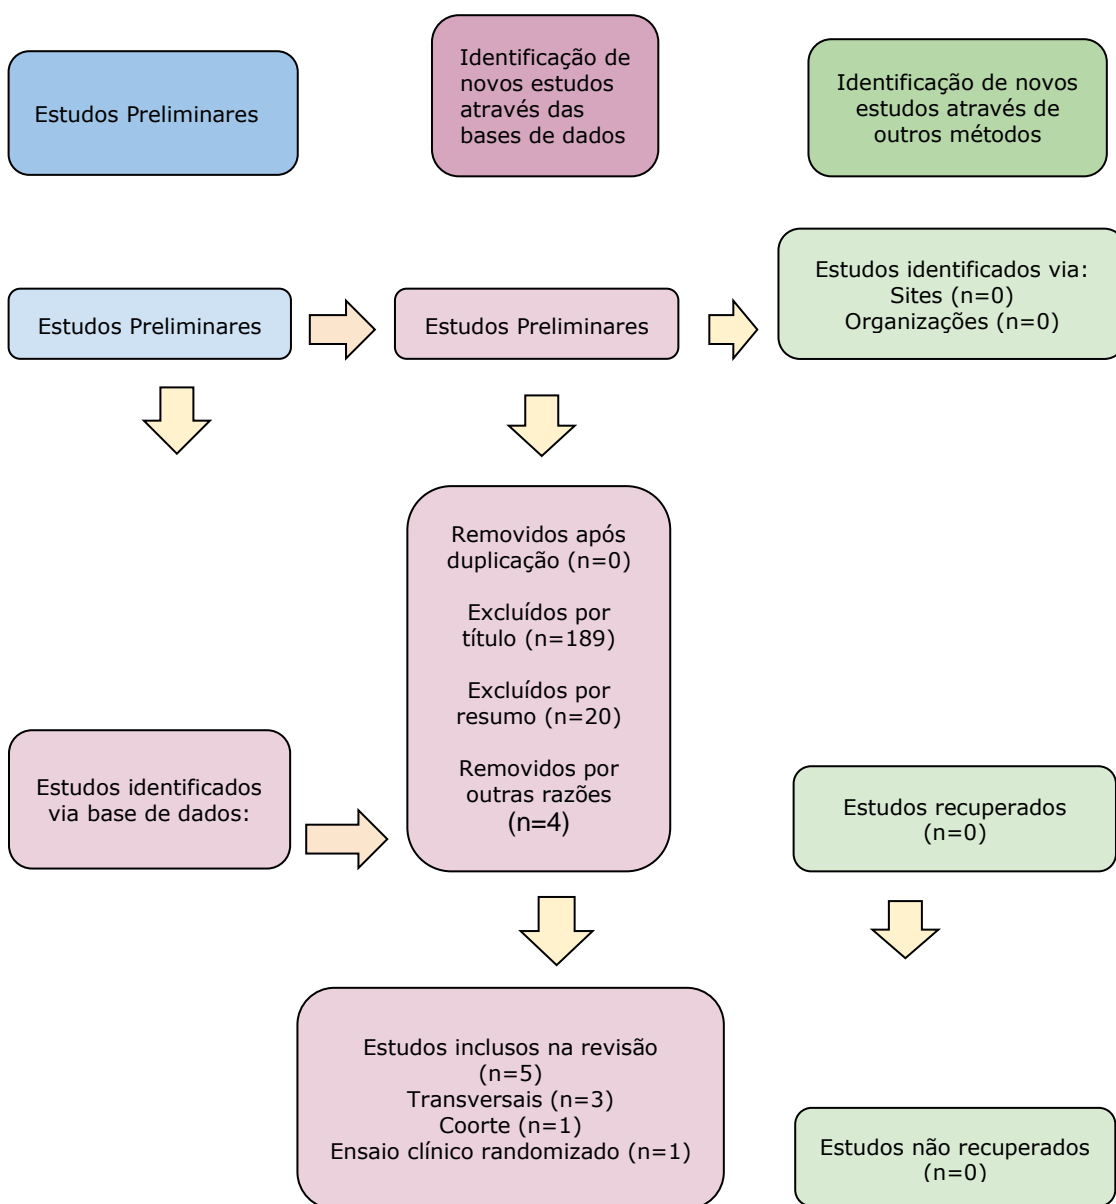 Estudos Preliminares
Identificação de
novos estudos
através das
bases de dados
Identificação de novos
estudos através de
outros métodos
Estudos Preliminares
Estudos Preliminares
Estudos identificados via:
Sites (n=0)
Organizações (n=0)
Removidos após
duplicação (n=0)
Excluídos por
título (n=189)
Excluídos por
resumo (n=20)
Removidos por
outras razões
(n=4)
Estudos identificados
via base de dados:
Estudos recuperados
(n=0)
Estudos inclusos na revisão
(n=5)
Transversais (n=3)
Coorte (n=1)
Ensaio clínico randomizado (n=1)
Estudos não recuperados
(n=0)